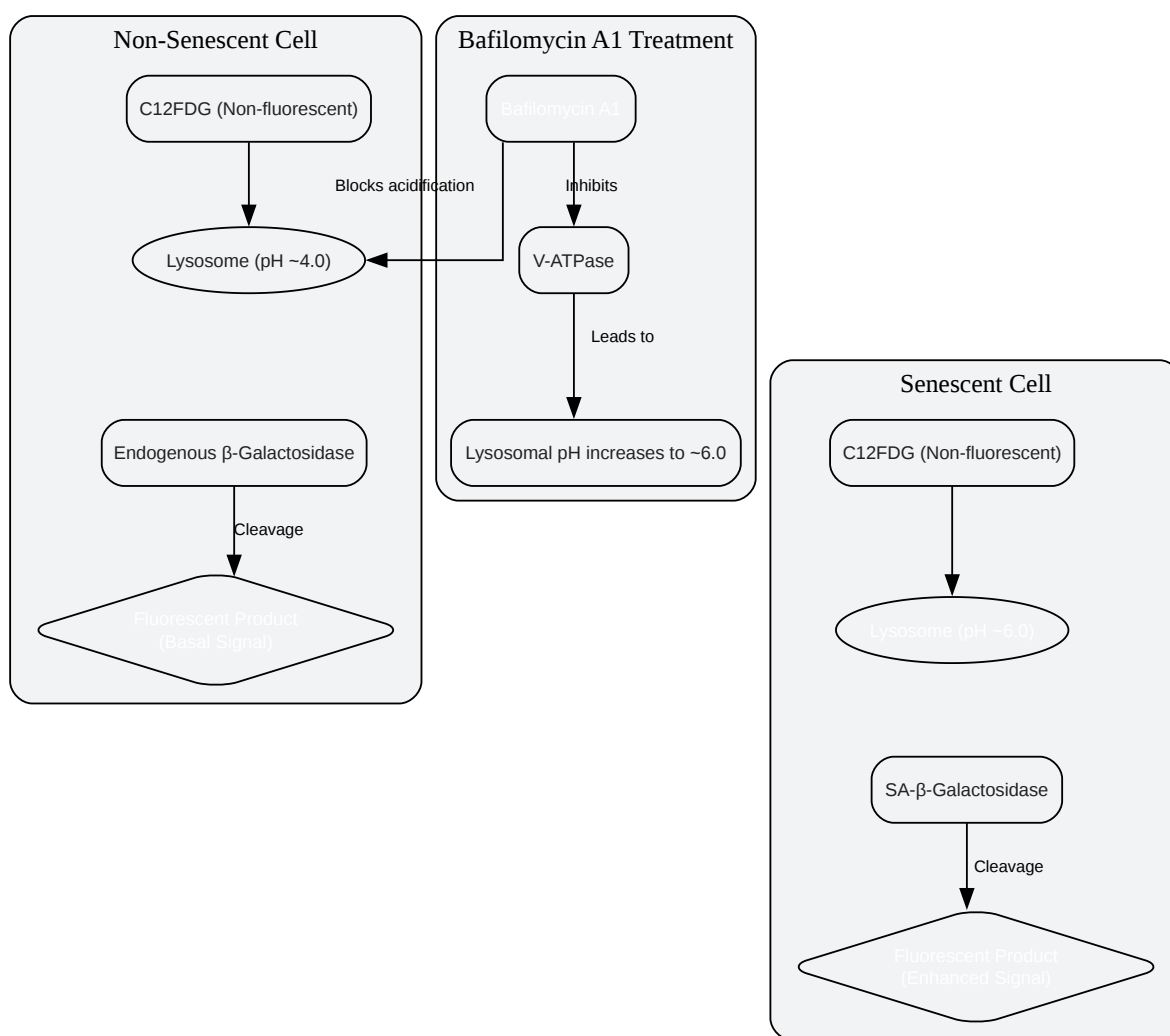 Non-Senescent Cell
C12FDG (Non-fluorescent)
Lysosome (pH ~4.0)
Endogenous β-Galactosidase
Cleavage
Fluorescent Product
(Basal Signal)
Bafilomycin A1 Treatment
Bafilomycin A1
Blocks acidification
Inhibits
V-ATPase
Leads to
Lysosomal pH increases to ~6.0
Senescent Cell
C12FDG (Non-fluorescent)
Lysosome (pH ~6.0)
SA-β-Galactosidase
Cleavage
Fluorescent Product
(Enhanced Signal)